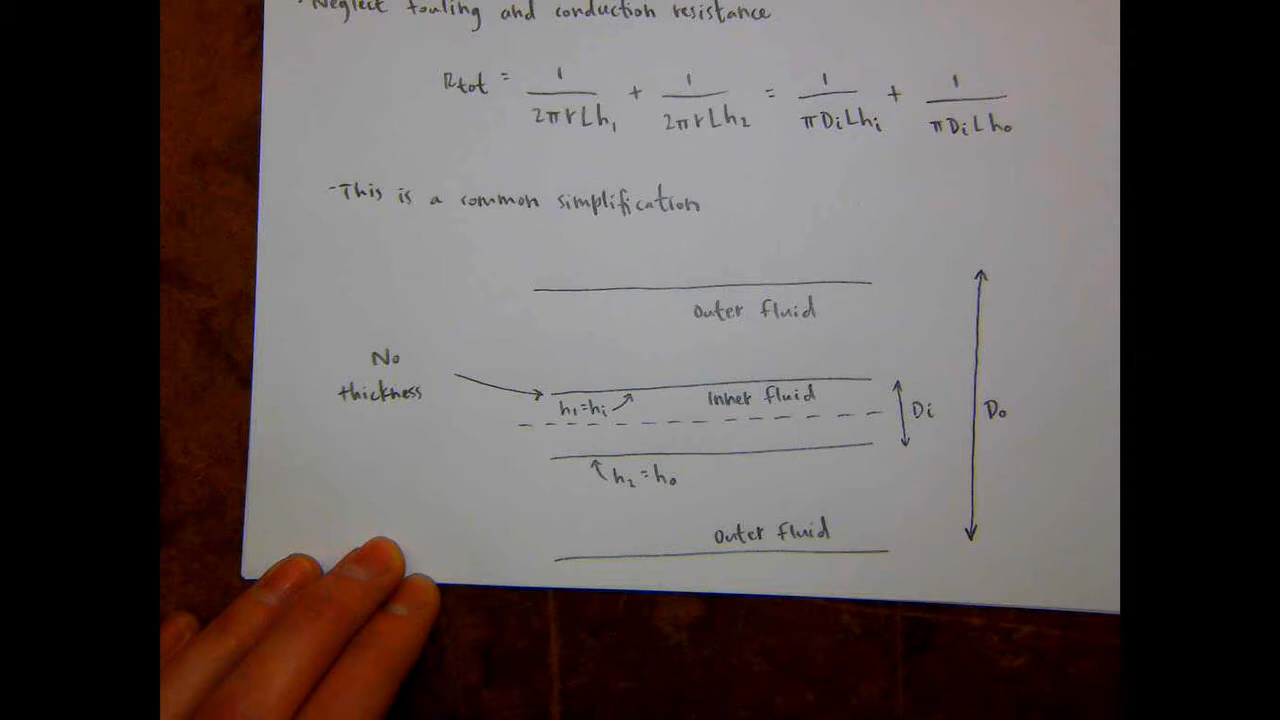 - Neglect fouling and conduction resistance
Rtot = 1/(2πrLh₁) + 1/(2πrLh₂) = 1/(πDᵢLhᵢ) + 1/(πDᵢLhₒ)
- This is a common simplification
Outer fluid
No
thickness
Inner fluid
h₁=hᵢ
Dᵢ
Dₒ
h₂=hₒ
Outer fluid